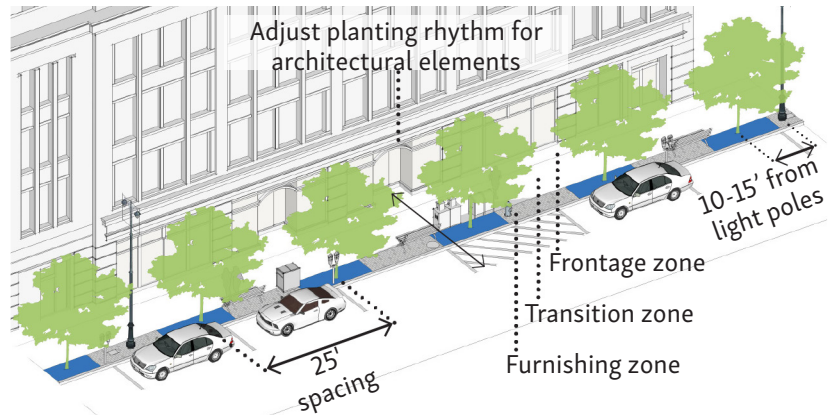 Adjust planting rhythm for
architectural elements
10-15' from
light poles
Frontage zone
Transition zone
Furnishing zone
25'
spacing